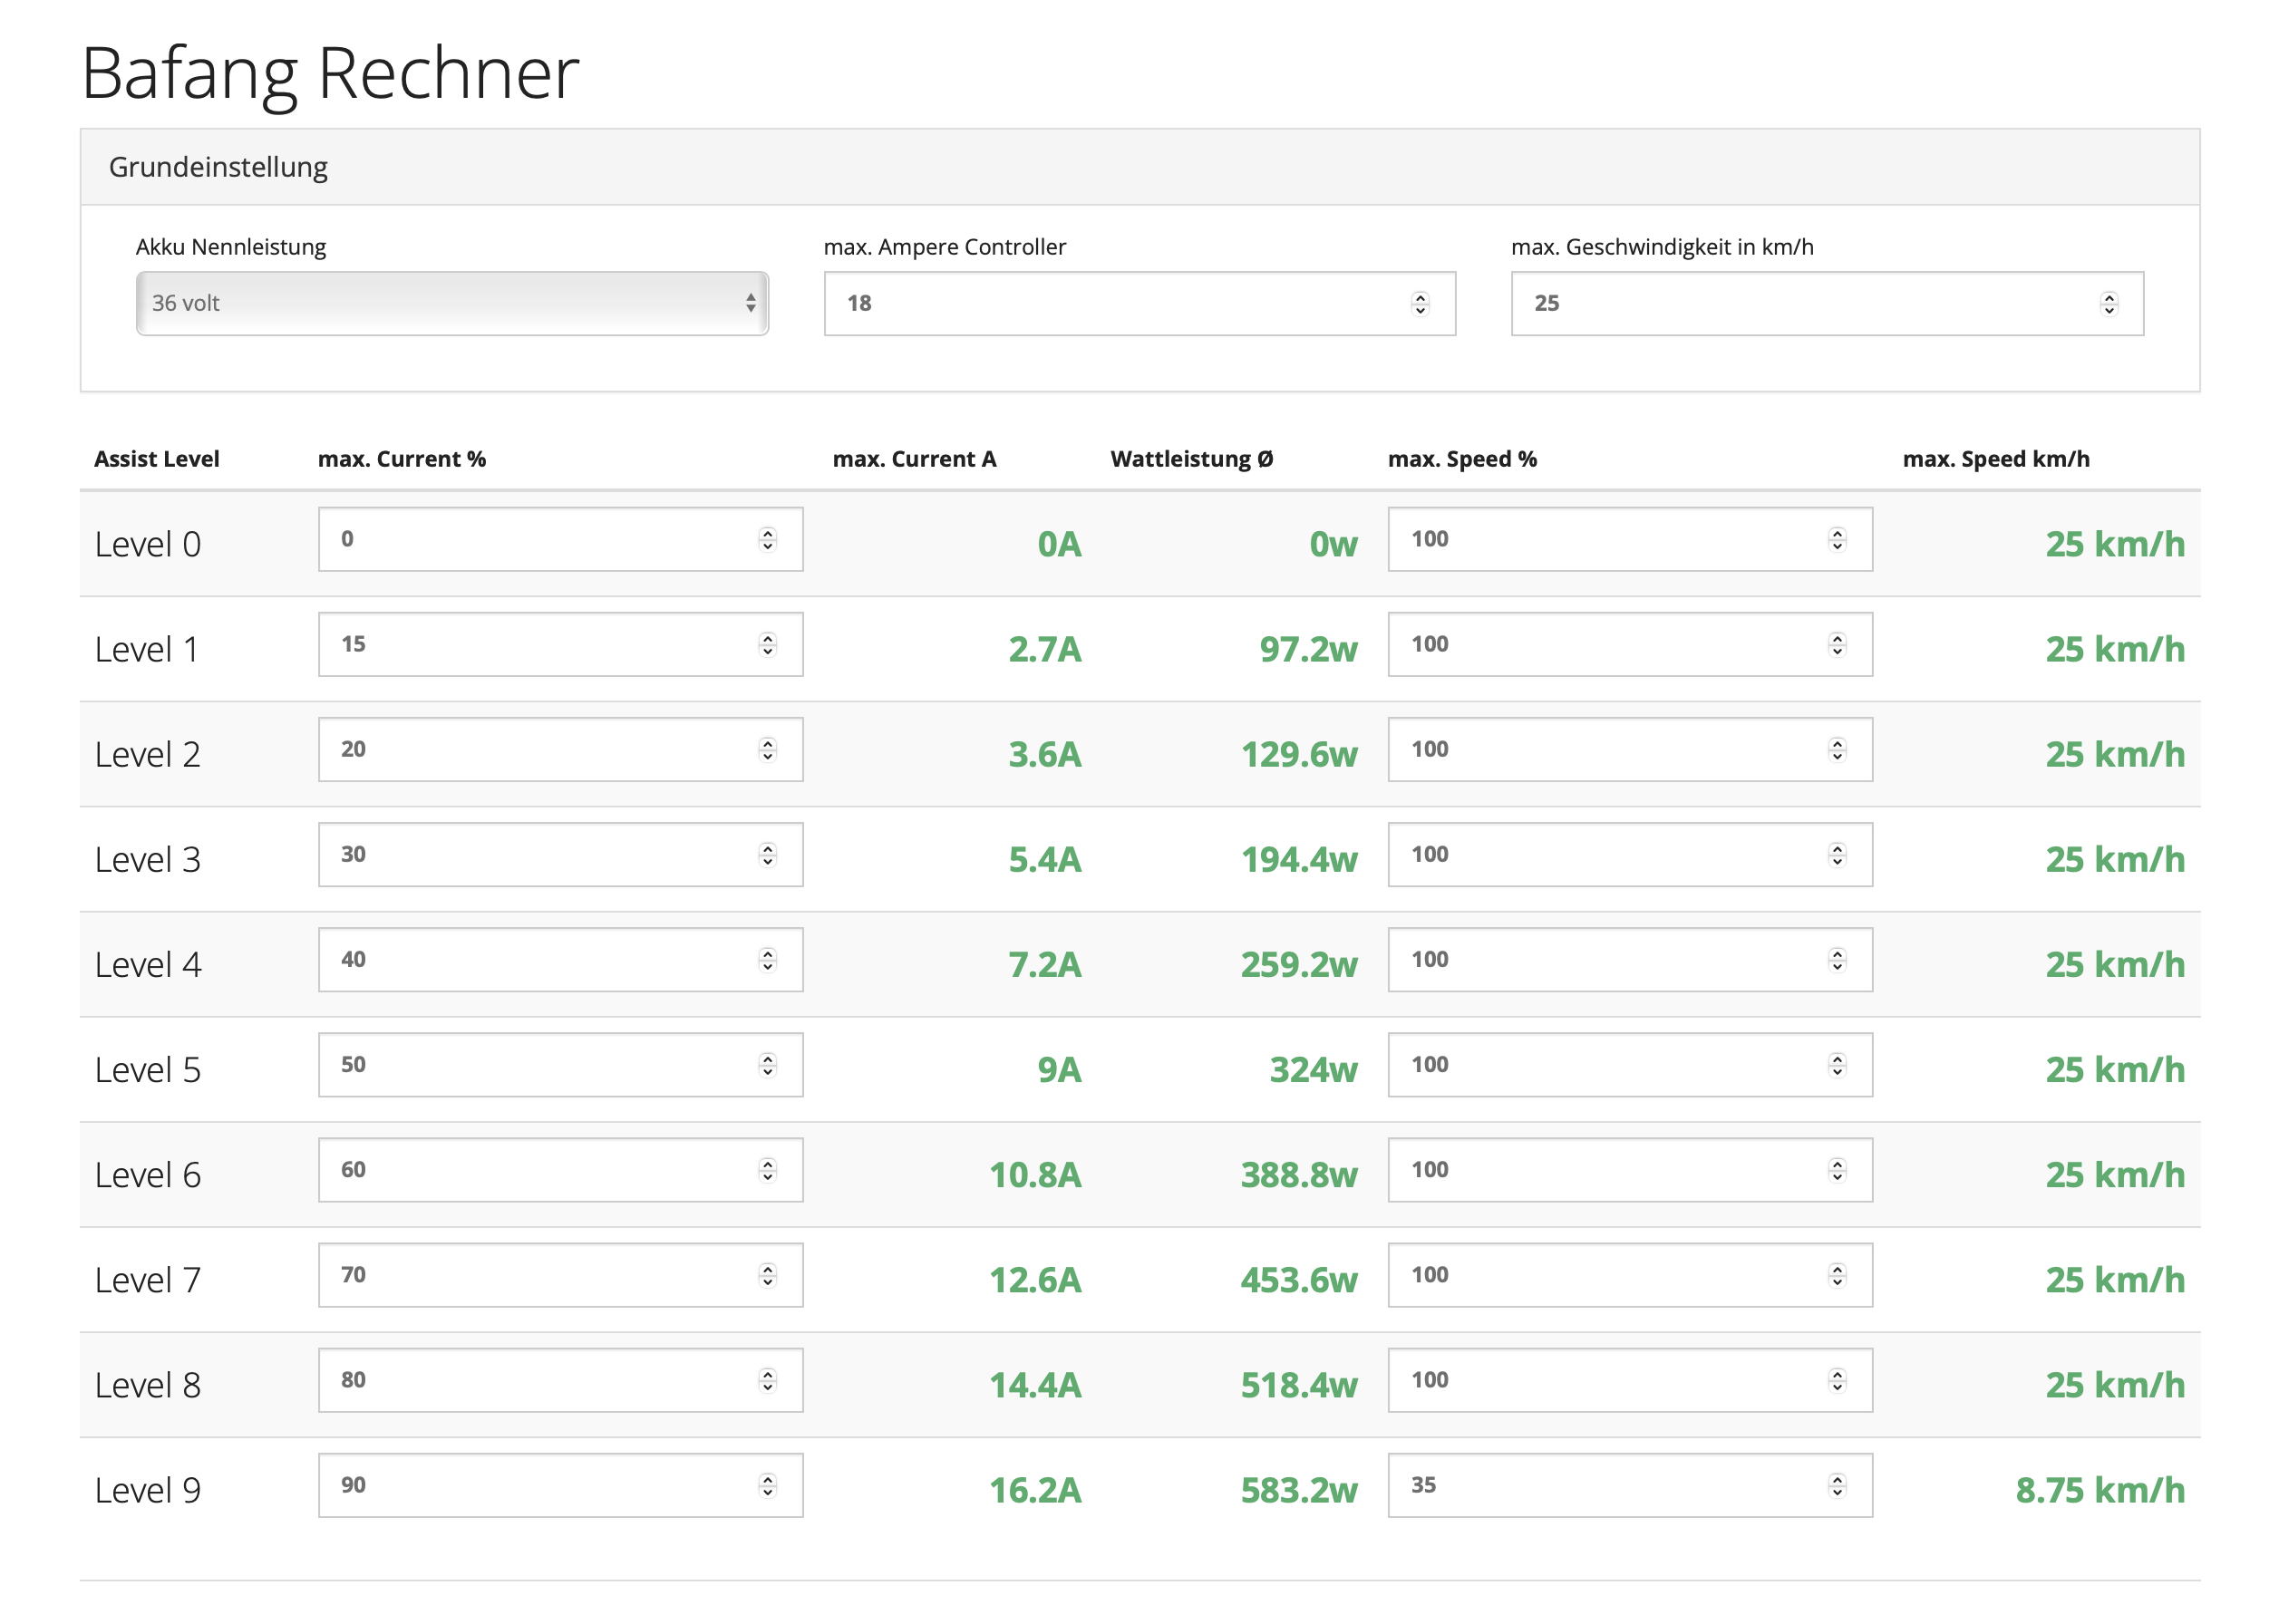 Bafang Rechner
Grundeinstellung
Akku Nennleistung max. Ampere Controller max. Geschwindigkeit in km/h
36 volt 18 25
Assist Level max. Current % max. Current A Wattleistung Ø max. Speed % max. Speed km/h
Level 0 0 0A 0w 100 25 km/h
Level 1 15 2.7A 97.2w 100 25 km/h
Level 2 20 3.6A 129.6w 100 25 km/h
Level 3 30 5.4A 194.4w 100 25 km/h
Level 4 40 7.2A 259.2w 100 25 km/h
Level 5 50 9A 324w 100 25 km/h
Level 6 60 10.8A 388.8w 100 25 km/h
Level 7 70 12.6A 453.6w 100 25 km/h
Level 8 80 14.4A 518.4w 100 25 km/h
Level 9 90 16.2A 583.2w 35 8.75 km/h